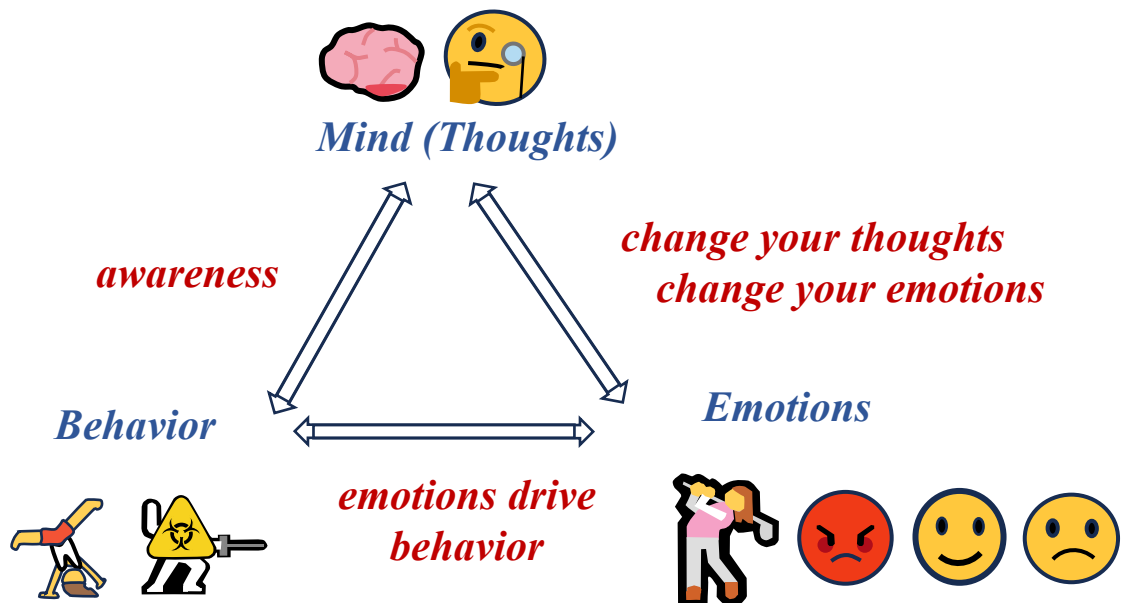 Mind (Thoughts)
awareness
change your thoughts
change your emotions
Behavior
Emotions
emotions drive
behavior